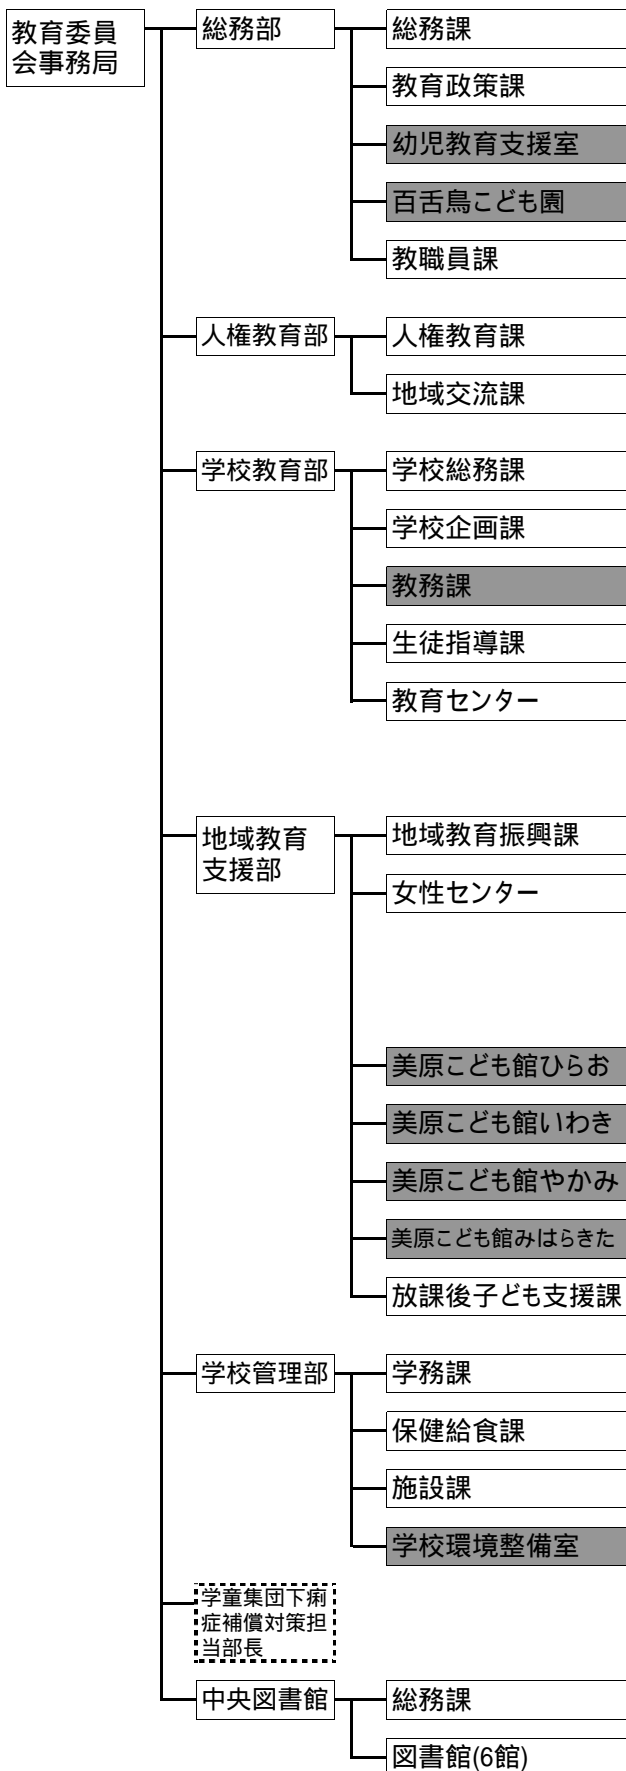 教育委員
会事務局
総務部
総務課
教育政策課
幼児教育支援室
百舌鳥こども園
教職員課
人権教育部
人権教育課
地域交流課
学校教育部
学校総務課
学校企画課
教務課
生徒指導課
教育センター
地域教育
支援部
地域教育振興課
女性センター
美原こども館ひらお
美原こども館いわき
美原こども館やかみ
美原こども館みはらきた
放課後子ども支援課
学校管理部
学務課
保健給食課
施設課
学校環境整備室
学童集団下痢
症補償対策担
当部長
中央図書館
総務課
図書館(6館)